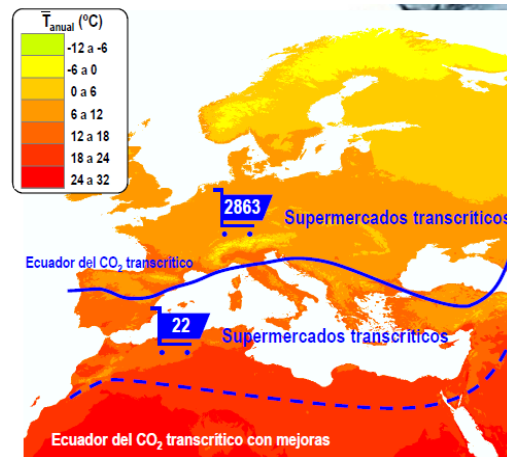 T̅anual (ºC)
-12 a -6
-6 a 0
0 a 6
6 a 12
12 a 18
18 a 24
24 a 32
2863
Supermercados transcríticos
Ecuador del CO2 transcrítico
22
Supermercados transcríticos
Ecuador del CO2 transcrítico con mejoras